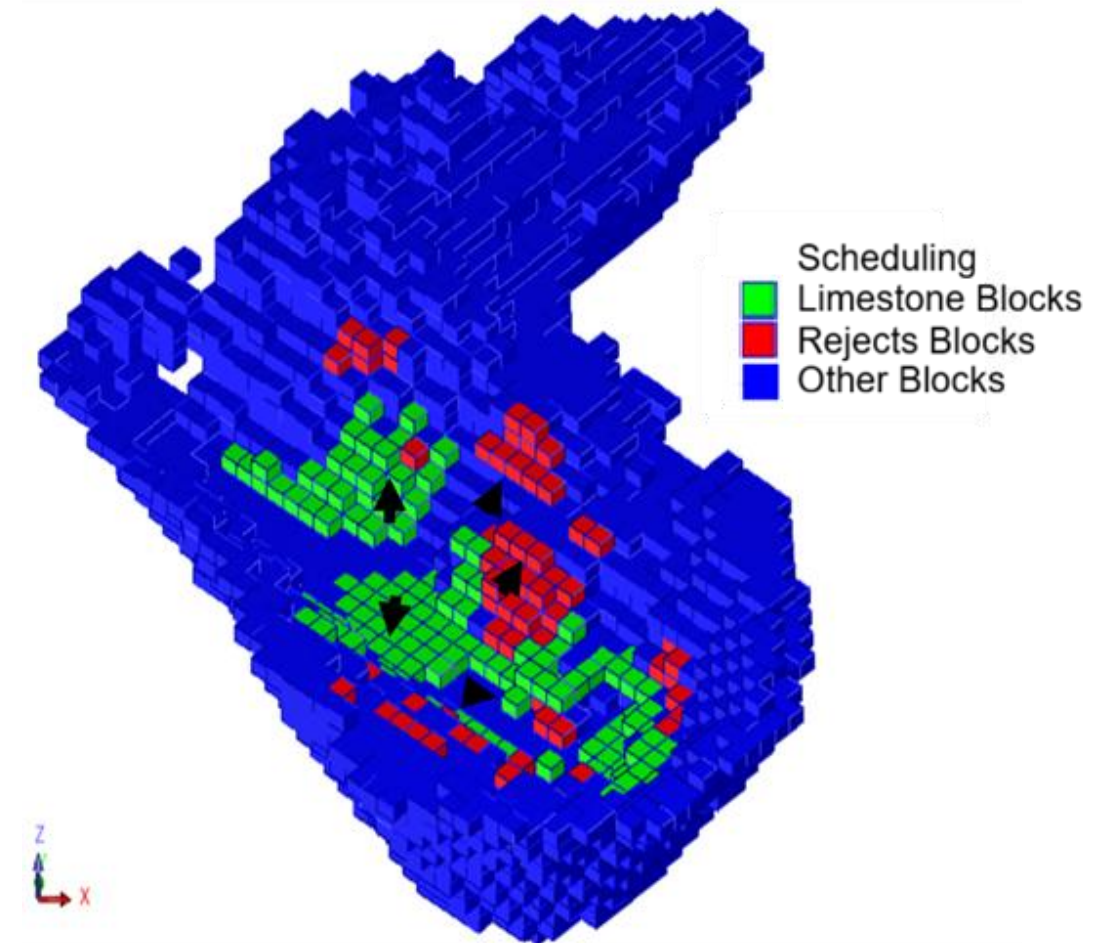 Scheduling
Limestone Blocks
Rejects Blocks
Other Blocks
Z
X